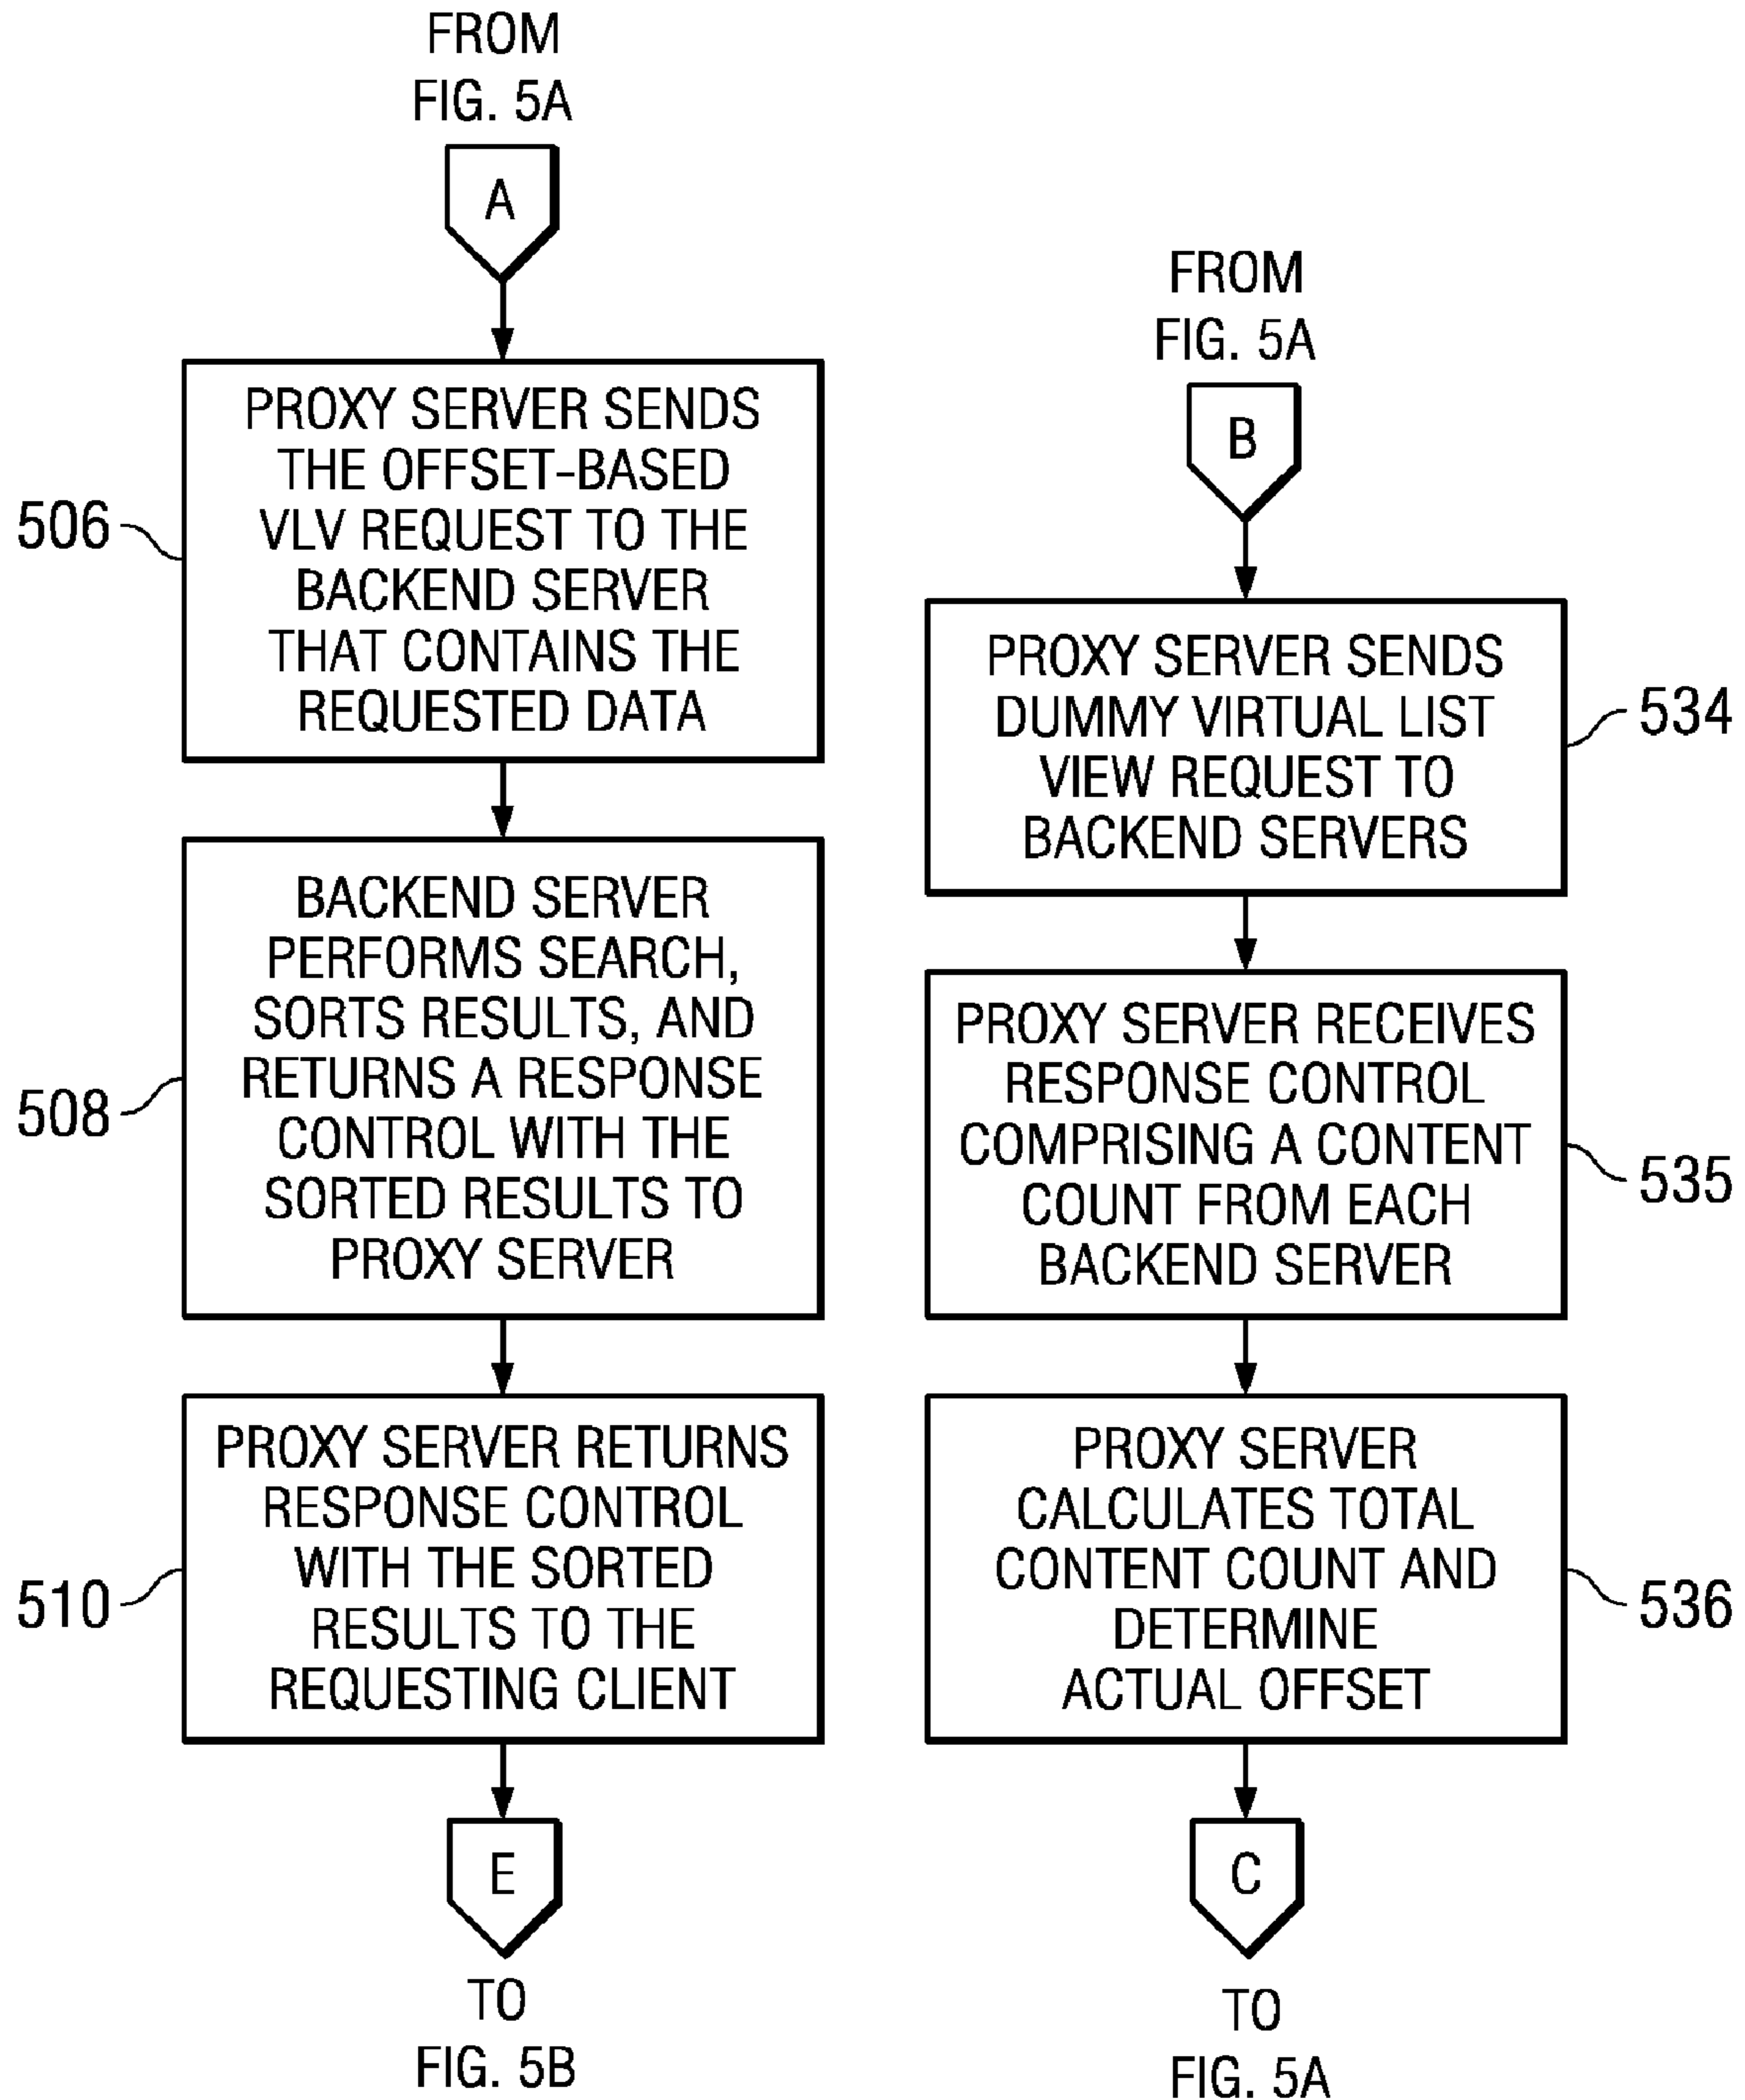 FROM
FIG. 5A
A
PROXY SERVER SENDS
THE OFFSET-BASED
VLV REQUEST TO THE
BACKEND SERVER
THAT CONTAINS THE
REQUESTED DATA
506
BACKEND SERVER
PERFORMS SEARCH,
SORTS RESULTS, AND
RETURNS A RESPONSE
CONTROL WITH THE
SORTED RESULTS TO
PROXY SERVER
508
PROXY SERVER RETURNS
RESPONSE CONTROL
WITH THE SORTED
RESULTS TO THE
REQUESTING CLIENT
510
E
TO
FIG. 5B
FROM
FIG. 5A
B
PROXY SERVER SENDS
DUMMY VIRTUAL LIST
VIEW REQUEST TO
BACKEND SERVERS
534
PROXY SERVER RECEIVES
RESPONSE CONTROL
COMPRISING A CONTENT
COUNT FROM EACH
BACKEND SERVER
535
PROXY SERVER
CALCULATES TOTAL
CONTENT COUNT AND
DETERMINE
ACTUAL OFFSET
536
C
TO
FIG. 5A